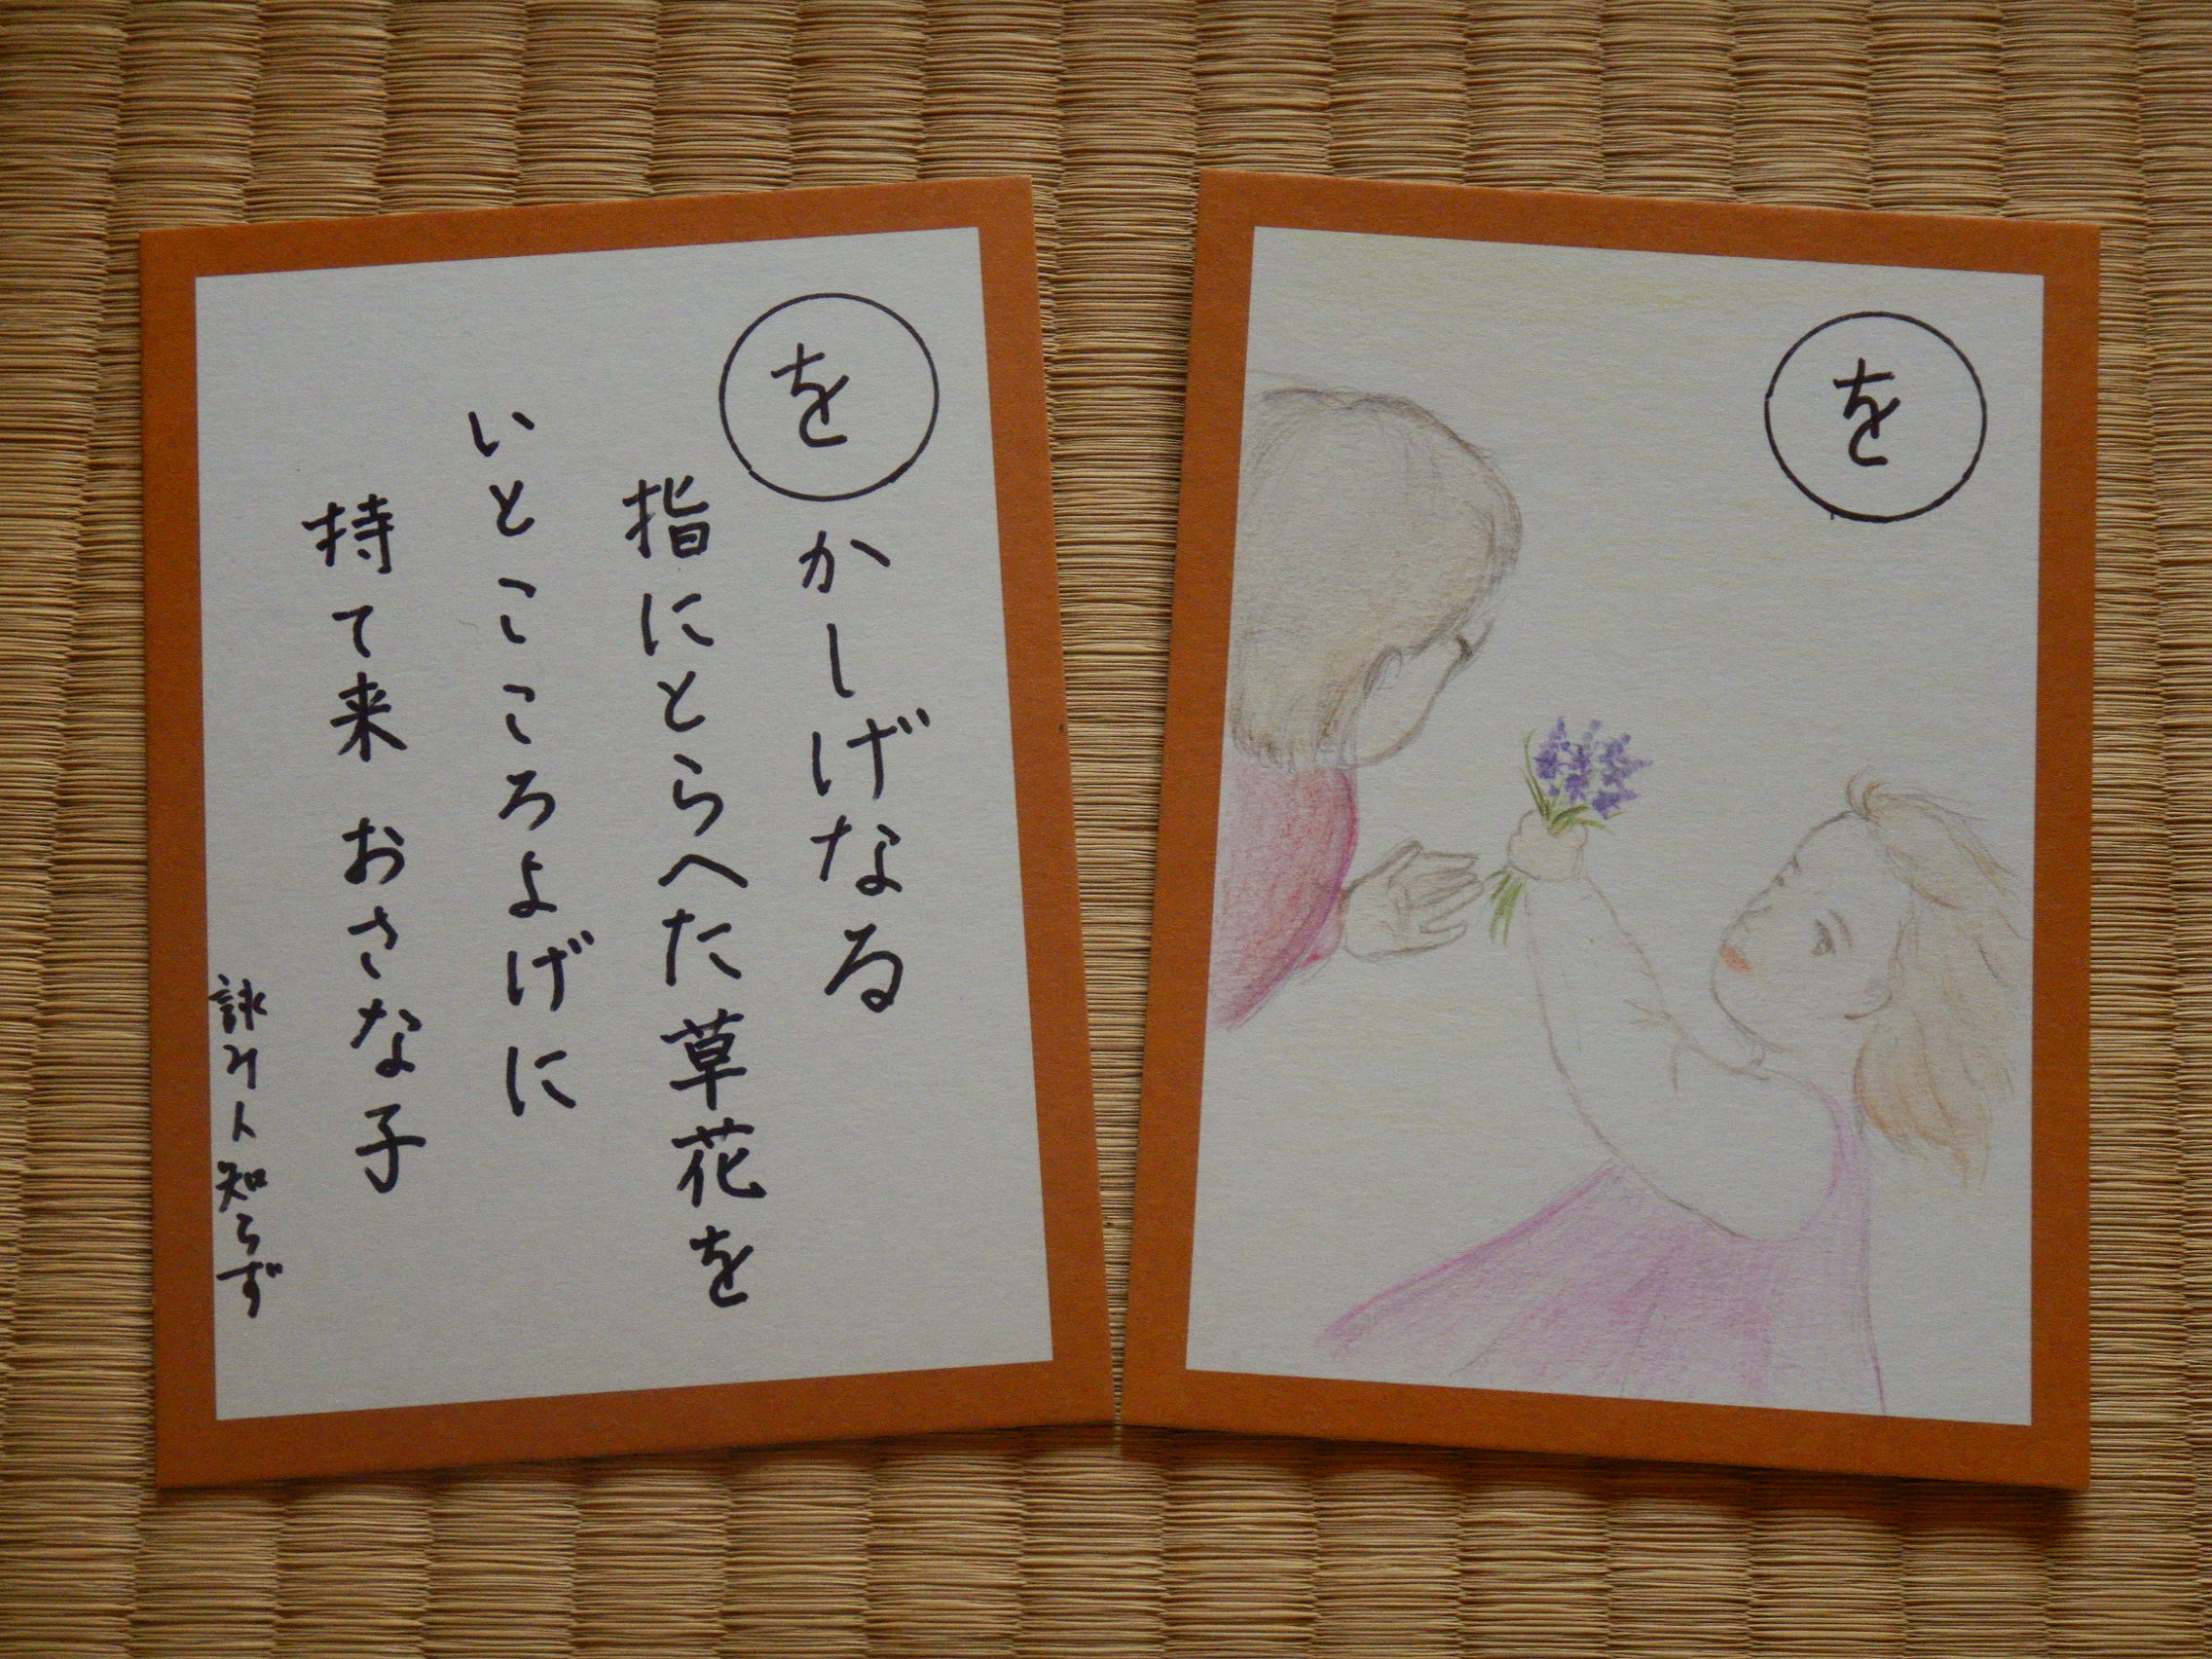 をかしげなる
指にとらへた草花を
いとこころよげに
持て来 おさな子
詠み人知らず
を